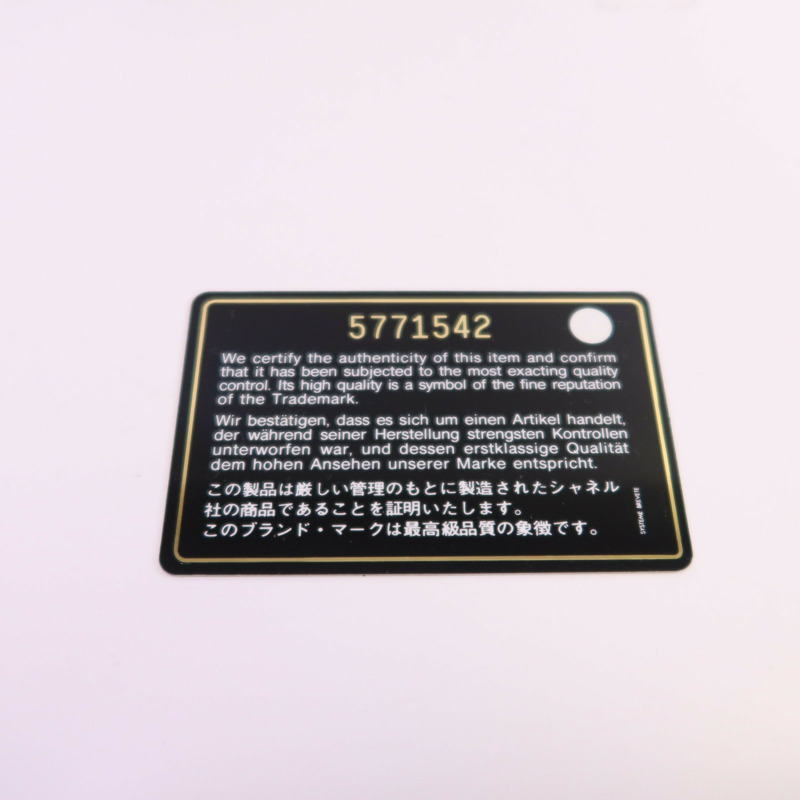 5771542
We certify the authenticity of this item and confirm
that it has been subjected to the most exacting quality
control. Its high quality is a symbol of the fine reputation
of the Trademark.
Wir bestätigen, dass es sich um einen Artikel handelt,
der während seiner Herstellung strengsten Kontrollen
unterworfen war, und dessen erstklassige Qualität
dem hohen Ansehen unserer Marke entspricht.
この製品は厳しい管理のもとに製造されたシャネル
社の商品であることを証明いたします。
このブランド・マークは最高級品質の象徴です。
SYSTEME BREVETE